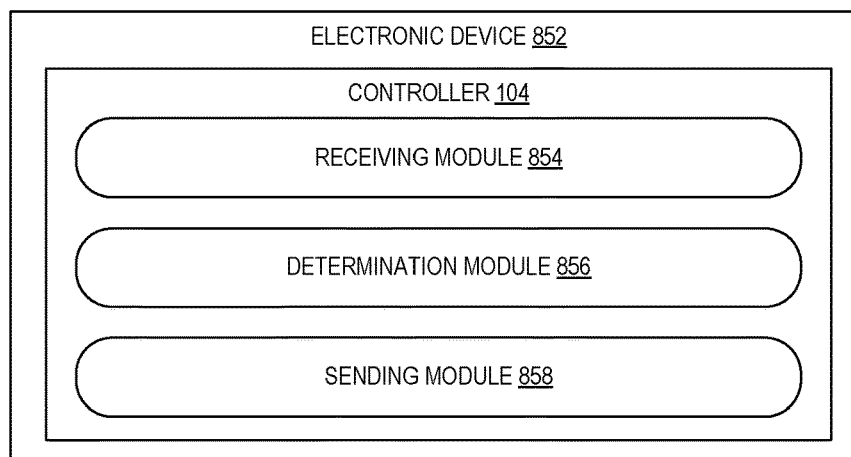 ELECTRONIC DEVICE 852
CONTROLLER 104
RECEIVING MODULE 854
DETERMINATION MODULE 856
SENDING MODULE 858